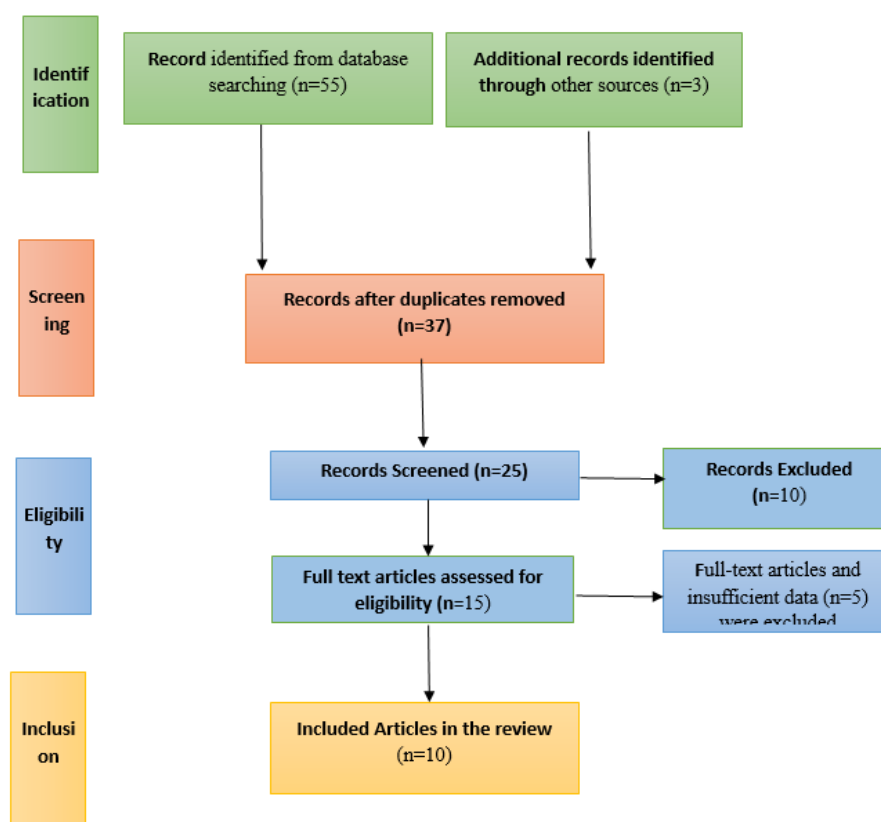 Identif
ication
Record identified from database
searching (n=55)
Additional records identified
through other sources (n=3)
Screen
ing
Records after duplicates removed
(n=37)
Eligibili
ty
Records Screened (n=25)
Records Excluded
(n=10)
Full text articles assessed for
eligibility (n=15)
Full-text articles and
insufficient data (n=5)
were excluded
Inclusi
on
Included Articles in the review
(n=10)